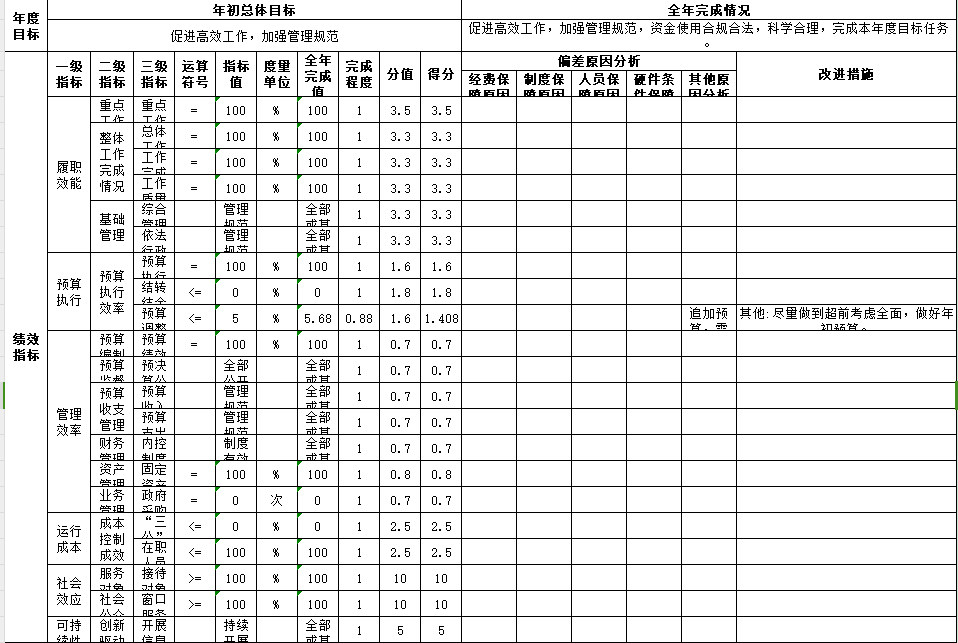 年度
目标
年初总体目标
全年完成情况
促进高效工作，加强管理规范
促进高效工作，加强管理规范，资金使用合规合法，科学合理，完成本年度目标任务
。
绩效
指标
一级
指标
二级
指标
三级
指标
运算
符号
指标
值
度量
单位
全年
完成
值
完成
程度
分值
得分
偏差原因分析
经费保
障原因
制度保
障原因
人员保
障原因
硬件条
件保障
其他原
因分析
改进措施
履职
效能
重点
工作
重点
工作
= 100 % 100 1 3.5 3.5
整体
工作
完成
情况
总体
工作
= 100 % 100 1 3.3 3.3
工作
完成
= 100 % 100 1 3.3 3.3
工作
质量
= 100 % 100 1 3.3 3.3
基础
管理
综合
管理
管理
规范
全部
或基
1 3.3 3.3
依法
行政
管理
规范
全部
或基
1 3.3 3.3
预算
执行
预算
执行
效率
预算
执行
= 100 % 100 1 1.6 1.6
结转
结余
<= 0 % 0 1 1.8 1.8
预算
调整
<= 5 % 5.68 0.88 1.6 1.408
追加预
算，需
其他：尽量做到超前考虑全面，做好年
初预算。
管理
效率
预算
编制
预算
绩效
= 100 % 100 1 0.7 0.7
预算
监督
预决
算公
全部
公开
全部
或基
1 0.7 0.7
预算
收支
管理
预算
收入
管理
规范
全部
或基
1 0.7 0.7
预算
支出
管理
规范
全部
或基
1 0.7 0.7
财务
管理
内控
制度
制度
有效
全部
或基
1 0.7 0.7
资产
管理
固定
资产
= 100 % 100 1 0.8 0.8
业务
管理
政府
采购
= 0 次 0 1 0.7 0.7
运行
成本
成本
控制
成效
“三
公”
<= 0 % 0 1 2.5 2.5
在职
人员
<= 100 % 100 1 2.5 2.5
社会
效应
服务
对象
接待
对象
>= 100 % 100 1 10 10
社会
公众
窗口
服务
>= 100 % 100 1 10 10
可持
续性
创新
驱动
开展
信息
持续
开展
全部
或基
1 5 5